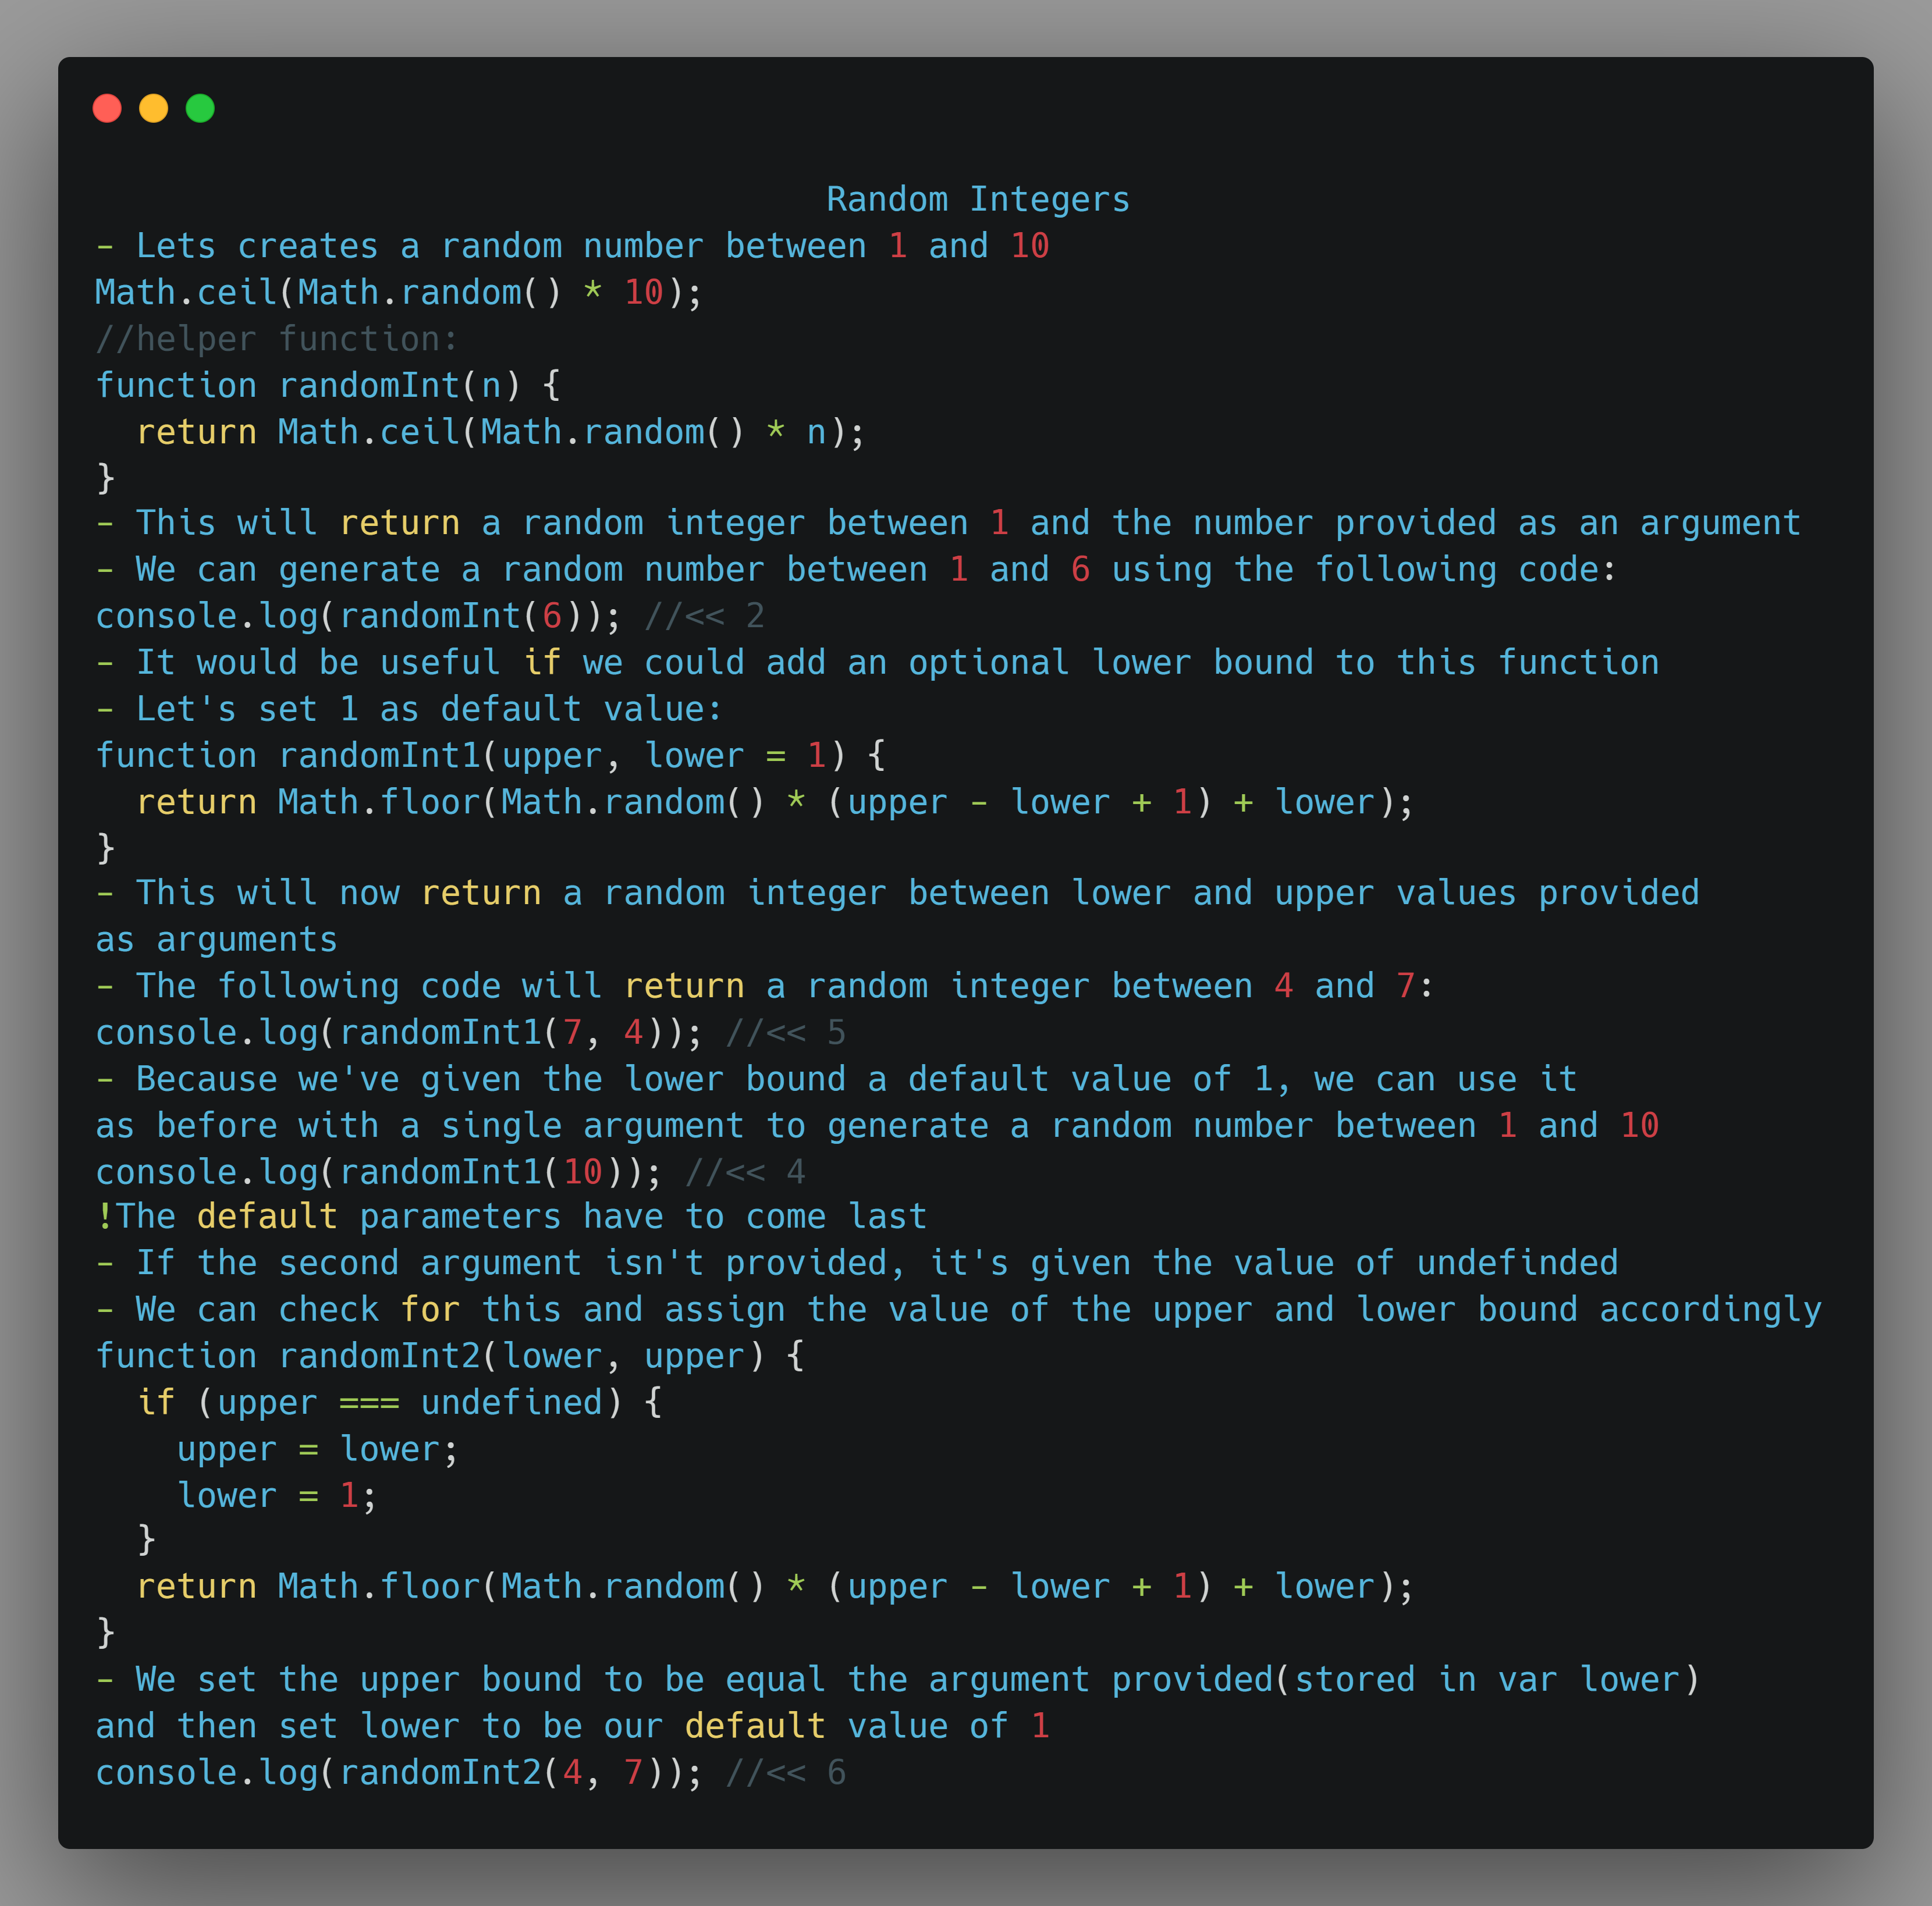 Random Integers
- Lets creates a random number between 1 and 10
Math.ceil(Math.random() * 10);
//helper function:
function randomInt(n) {
  return Math.ceil(Math.random() * n);
}
- This will return a random integer between 1 and the number provided as an argument
- We can generate a random number between 1 and 6 using the following code:
console.log(randomInt(6)); //<< 2
- It would be useful if we could add an optional lower bound to this function
- Let's set 1 as default value:
function randomInt1(upper, lower = 1) {
  return Math.floor(Math.random() * (upper - lower + 1) + lower);
}
- This will now return a random integer between lower and upper values provided
as arguments
- The following code will return a random integer between 4 and 7:
console.log(randomInt1(7, 4)); //<< 5
- Because we've given the lower bound a default value of 1, we can use it
as before with a single argument to generate a random number between 1 and 10
console.log(randomInt1(10)); //<< 4
!The default parameters have to come last
- If the second argument isn't provided, it's given the value of undefinded
- We can check for this and assign the value of the upper and lower bound accordingly
function randomInt2(lower, upper) {
  if (upper === undefined) {
    upper = lower;
    lower = 1;
  }
  return Math.floor(Math.random() * (upper - lower + 1) + lower);
}
- We set the upper bound to be equal the argument provided(stored in var lower)
and then set lower to be our default value of 1
console.log(randomInt2(4, 7)); //<< 6